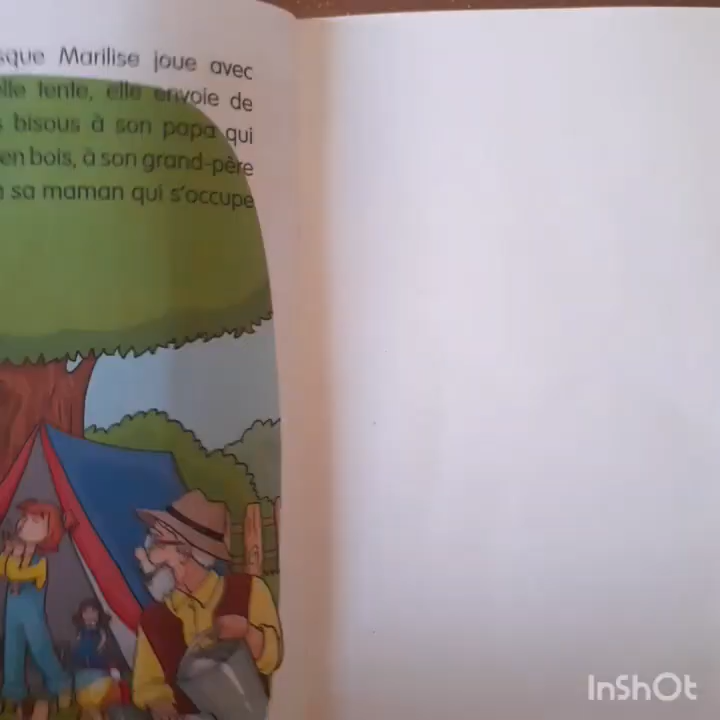 Marilise joue avec
elle tente, elle envoie de
bisous à son papa qui
en bois, à son grand-père
sa maman qui s'occupe
InShOt